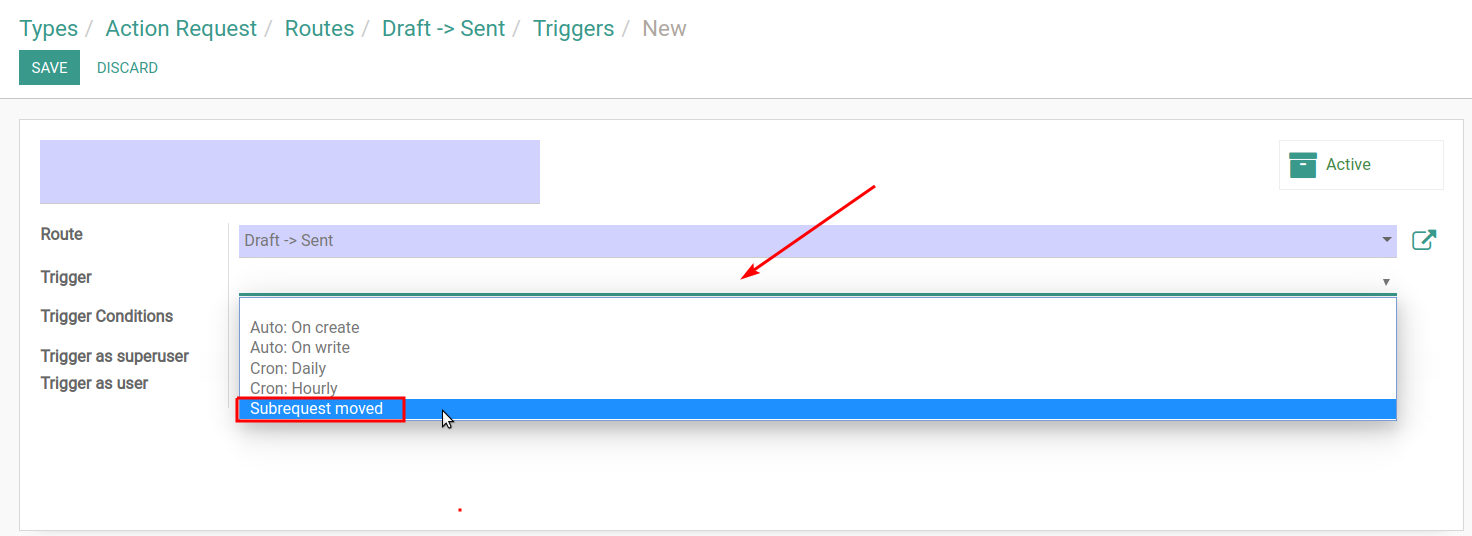 Types / Action Request / Routes / Draft -> Sent / Triggers / New
SAVE DISCARD
Active
Route Draft -> Sent
Trigger
Trigger Conditions
Trigger as superuser
Trigger as user
Auto: On create
Auto: On write
Cron: Daily
Cron: Hourly
Subrequest moved